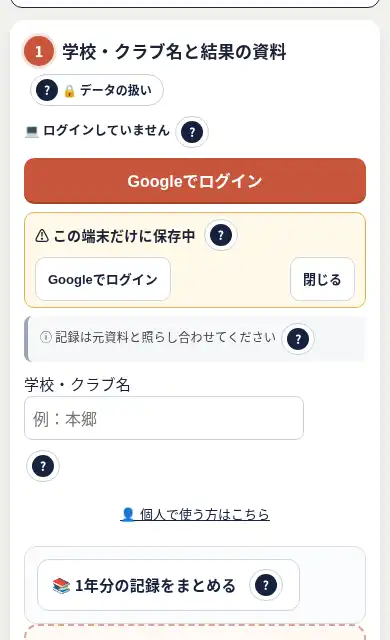 1 学校・クラブ名と結果の資料
? 🔒 データの扱い
💻 ログインしていません ?
Googleでログイン
⚠ この端末だけに保存中 ?
Googleでログイン 閉じる
ⓘ 記録は元資料と照らし合わせてください ?
学校・クラブ名
例：本郷
?
👤 個人で使う方はこちら
📚 1年分の記録をまとめる ?